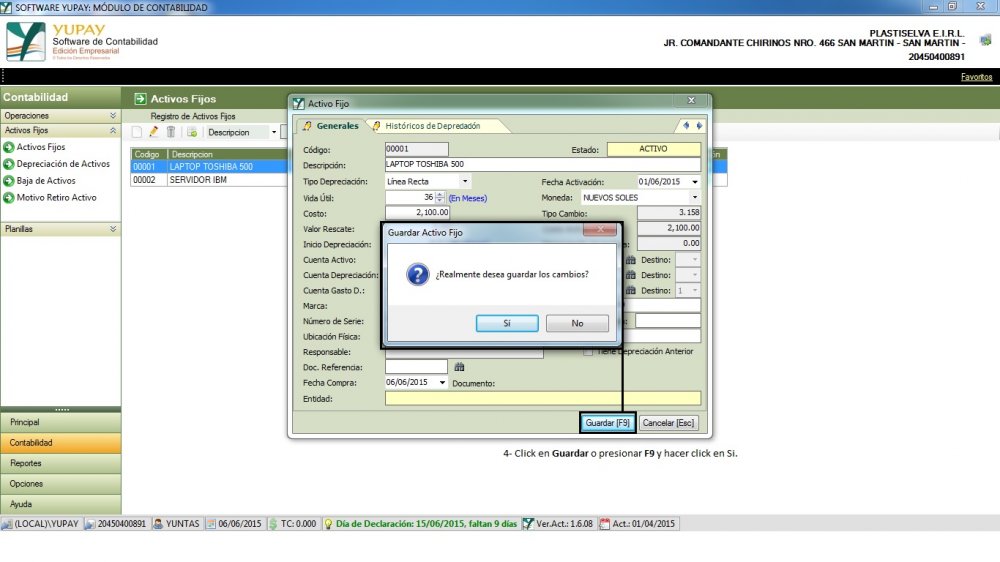 SOFTWARE YUPAY: MÓDULO DE CONTABILIDAD
YUPAY
Software de Contabilidad
Edición Empresarial
PLASTISELVA E.I.R.L.
JR. COMANDANTE CHIRINOS NRO. 466 SAN MARTIN - SAN MARTIN -
20450400891
Favoritos
Contabilidad
Operaciones
Activos Fijos
Activos Fijos
Depreciación de Activos
Baja de Activos
Motivo Retiro Activo
Planillas
Principal
Contabilidad
Reportes
Opciones
Ayuda
Activos Fijos
Registro de Activos Fijos
Descripcion
Codigo Descripcion
00001 LAPTOP TOSHIBA 500
00002 SERVIDOR IBM
Activo Fijo
Generales Históricos de Depredadón
Código: 00001 Estado: ACTIVO
Descripción: LAPTOP TOSHIBA 500
Tipo Depreciación: Línea Recta Fecha Activación: 01/06/2015
Vida Útil: 36 (En Meses) Moneda: NUEVOS SOLES
Costo: 2,100.00 Tipo Cambio: 3.158
Valor Rescate: 2,100.00
Inicio Depreciación: 0.00
Cuenta Activo: Destino:
Cuenta Depreciación: Destino:
Cuenta Gasto D.: Destino: 1
Marca:
Número de Serie:
Ubicación Física:
Responsable: Tiene Depreciación Anterior
Doc. Referencia:
Fecha Compra: 06/06/2015 Documento:
Entidad:
Guardar [F9] Cancelar [Esc]
Guardar Activo Fijo
¿Realmente desea guardar los cambios?
Sí No
4- Click en Guardar o presionar F9 y hacer click en Si.
(LOCAL)\YUPAY 20450400891 YUNTAS 06/06/2015 TC: 0.000 Día de Declaración: 15/06/2015, faltan 9 días Ver.Act.: 1.6.08 Act.: 01/04/2015